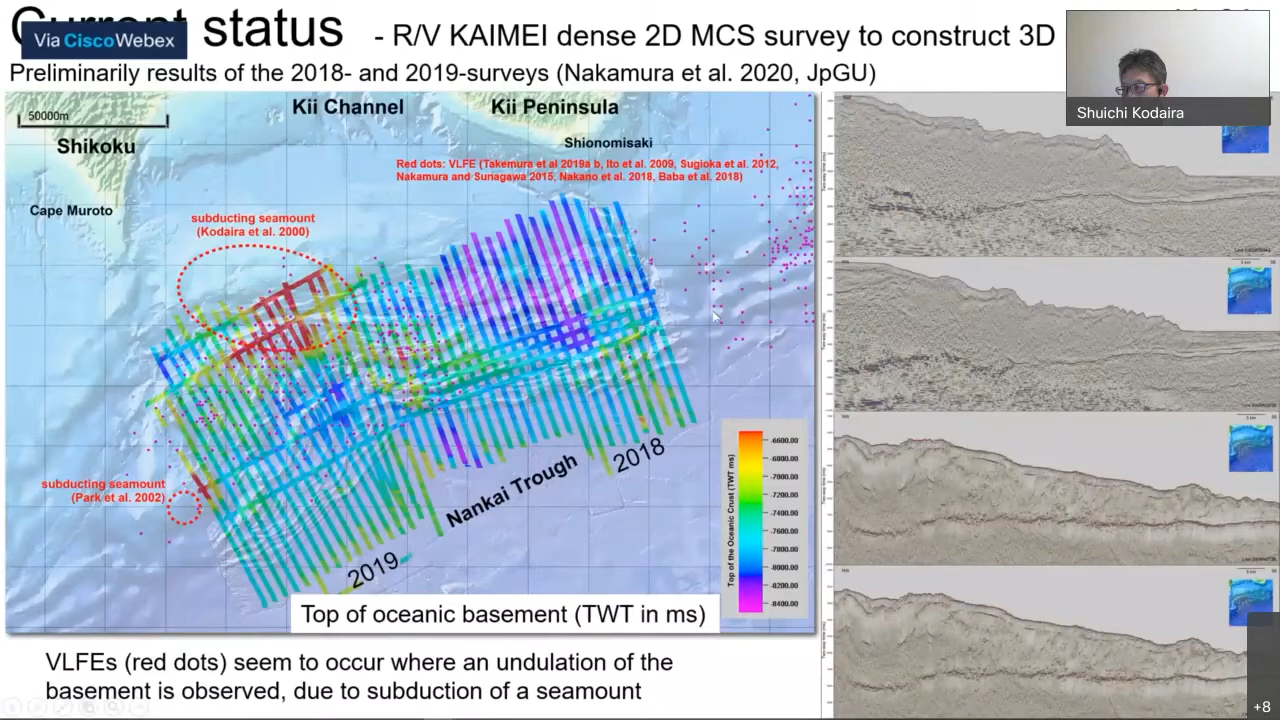 Current status - R/V KAIMEI dense 2D MCS survey to construct 3D
Via Cisco Webex
Preliminarily results of the 2018- and 2019-surveys (Nakamura et al. 2020, JpGU)
Shuichi Kodaira
50000m
Kii Channel
Kii Peninsula
Shikoku
Shionomisaki
Red dots: VLFE (Takemura et al 2019a b, Ito et al. 2009, Sugioka et al. 2012,
Nakamura and Sunagawa 2015, Nakano et al. 2018, Baba et al. 2018)
Cape Muroto
subducting seamount
(Kodaira et al. 2000)
subducting seamount
(Park et al. 2002)
Nankai Trough
2018
2019
Top of the Oceanic Crust (TWT ms)
-6600.00
-6800.00
-7000.00
-7200.00
-7400.00
-7600.00
-7800.00
-8000.00
-8200.00
-8400.00
Top of oceanic basement (TWT in ms)
VLFEs (red dots) seem to occur where an undulation of the
basement is observed, due to subduction of a seamount
+8